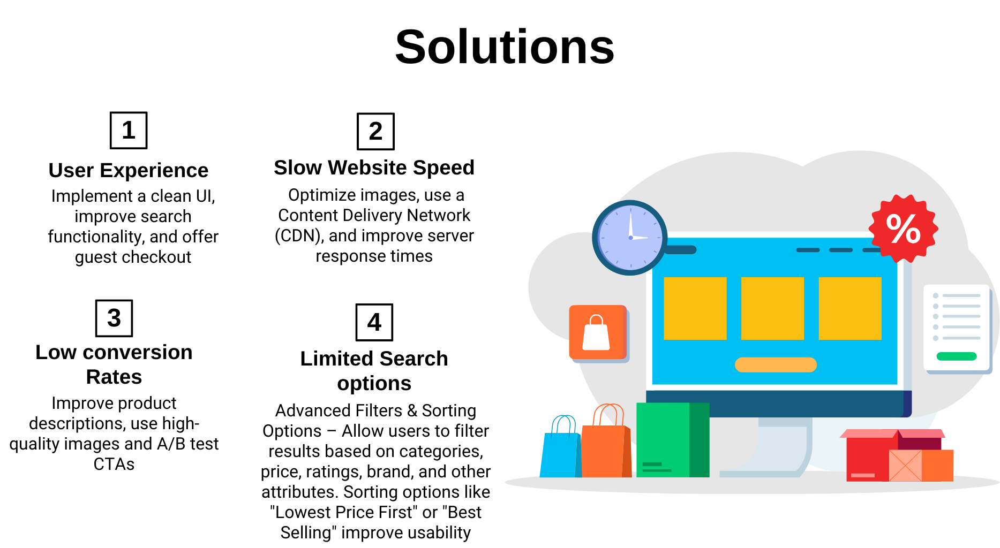 Solutions
1
User Experience
Implement a clean UI,
improve search
functionality, and offer
guest checkout
2
Slow Website Speed
Optimize images, use a
Content Delivery Network
(CDN), and improve server
response times
3
Low conversion
Rates
Improve product
descriptions, use high-
quality images and A/B test
CTAs
4
Limited Search
options
Advanced Filters & Sorting
Options – Allow users to filter
results based on categories,
price, ratings, brand, and other
attributes. Sorting options like
"Lowest Price First" or "Best
Selling" improve usability
%